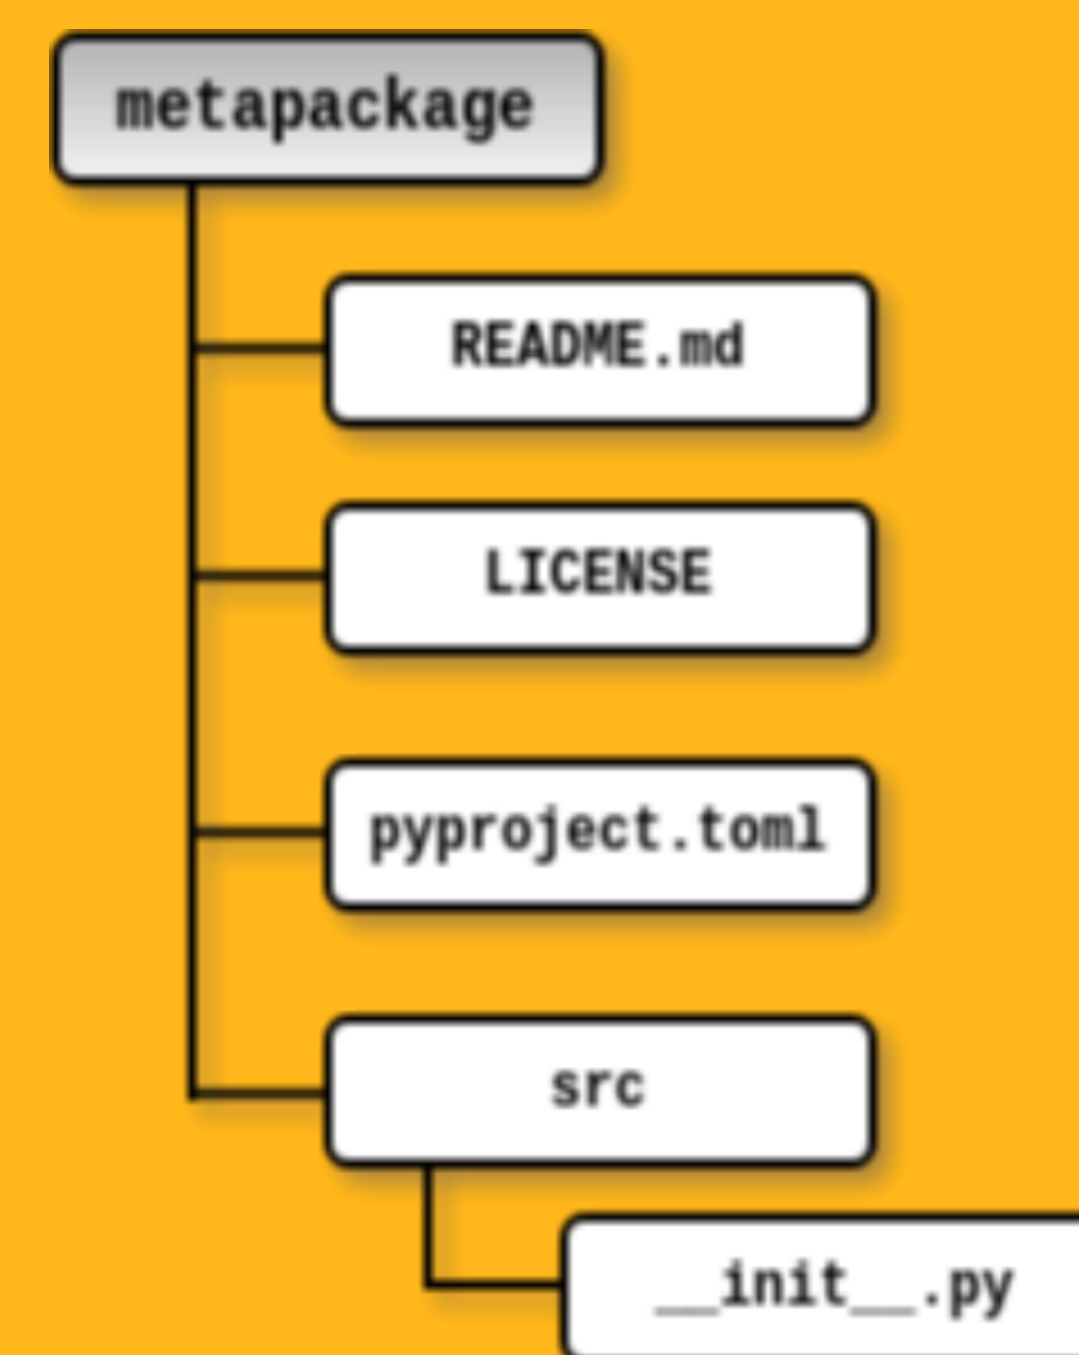 metapackage
README.md
LICENSE
pyproject.toml
src
__init__.py